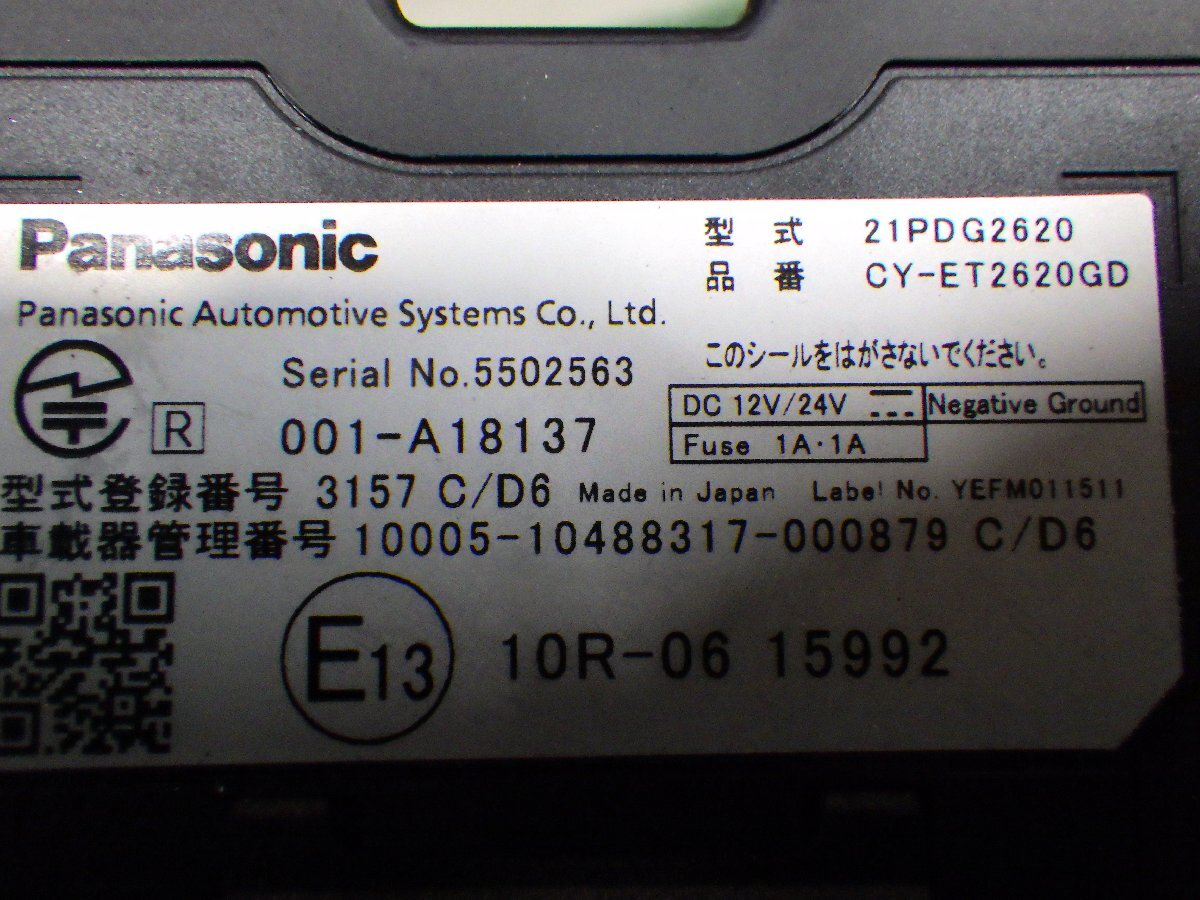 Panasonic
Panasonic Automotive Systems Co., Ltd.
型式 21PDG2620
品番 CY-ET2620GD
このシールをはがさないでください。
Serial No.5502563
R 001-A18137
DC 12V/24V Negative Ground
Fuse 1A・1A
型式登録番号 3157 C/D6 Made in Japan Label No. YEFM011511
車載器管理番号 10005-10488317-000879 C/D6
E13 10R-06 15992